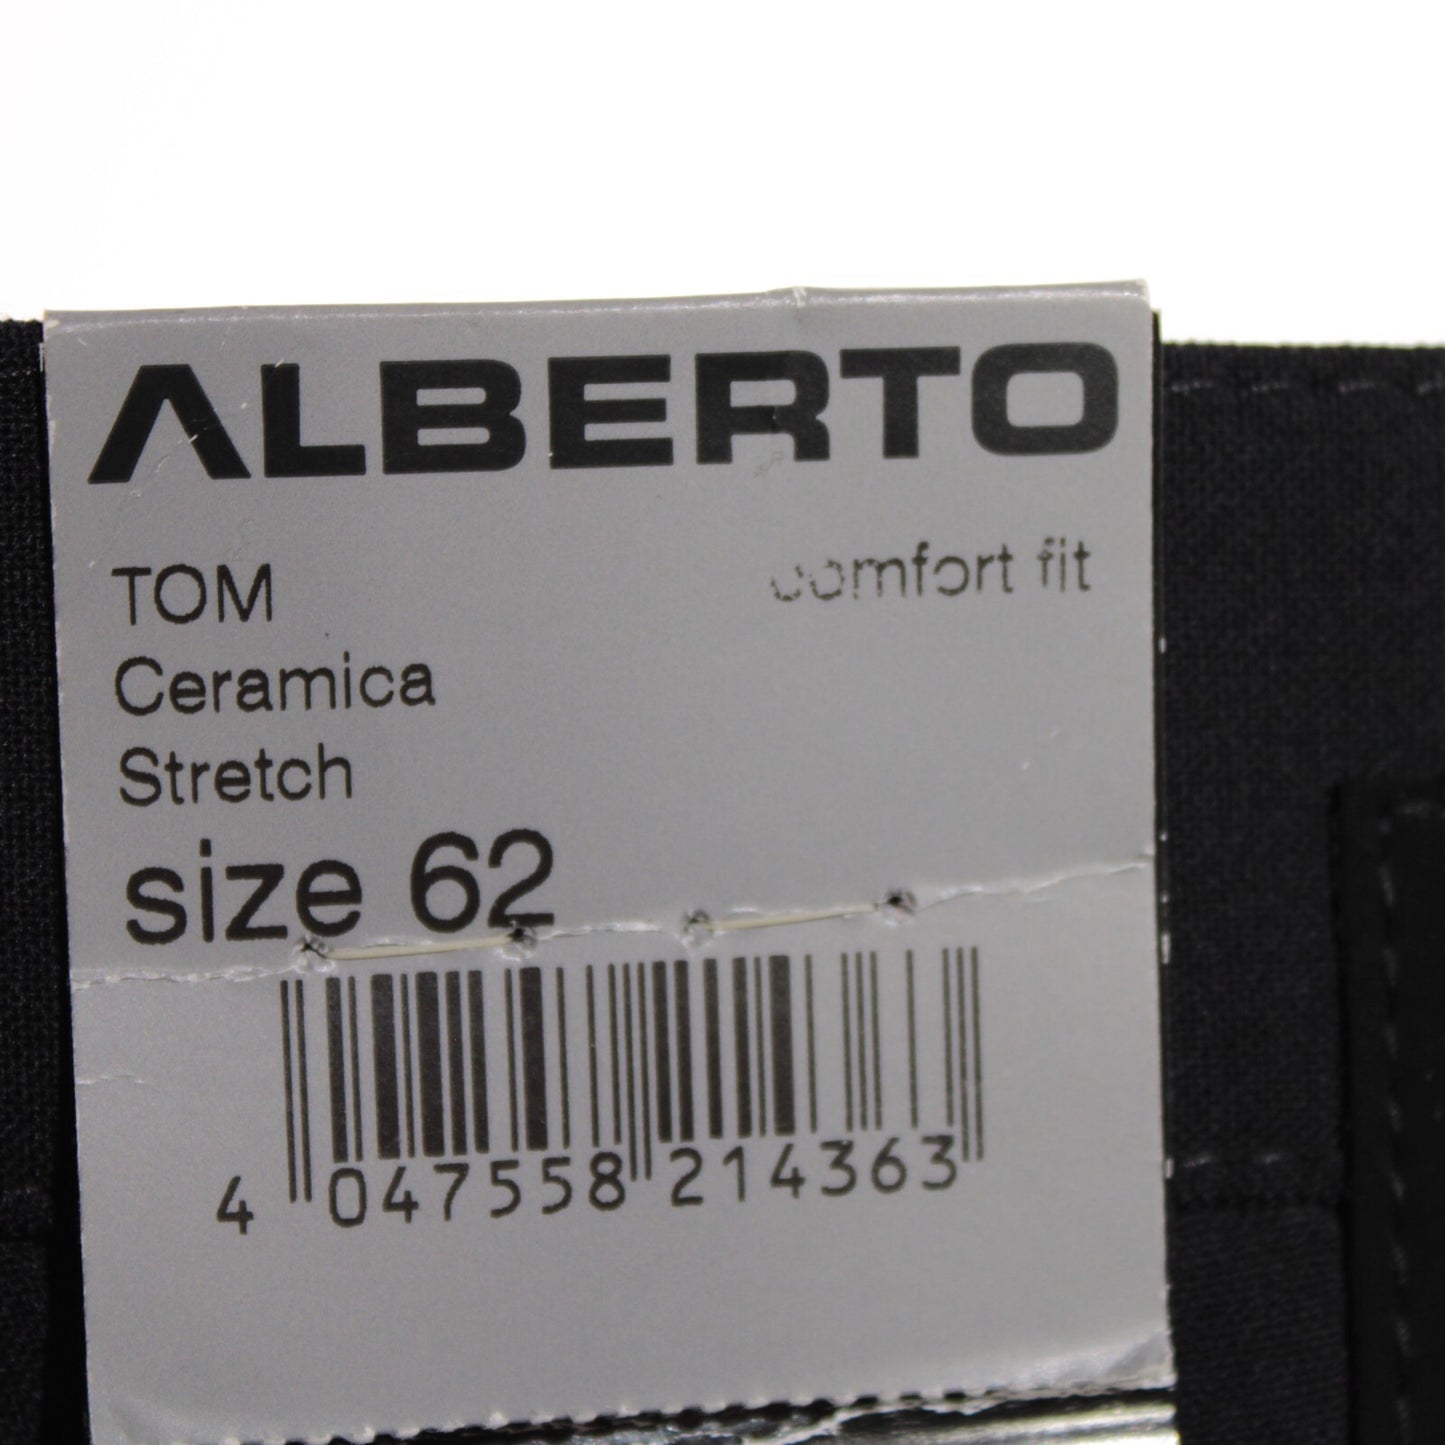 ALBERTO
TOM comfort fit
Ceramica
Stretch
size 62
4 047558 214363